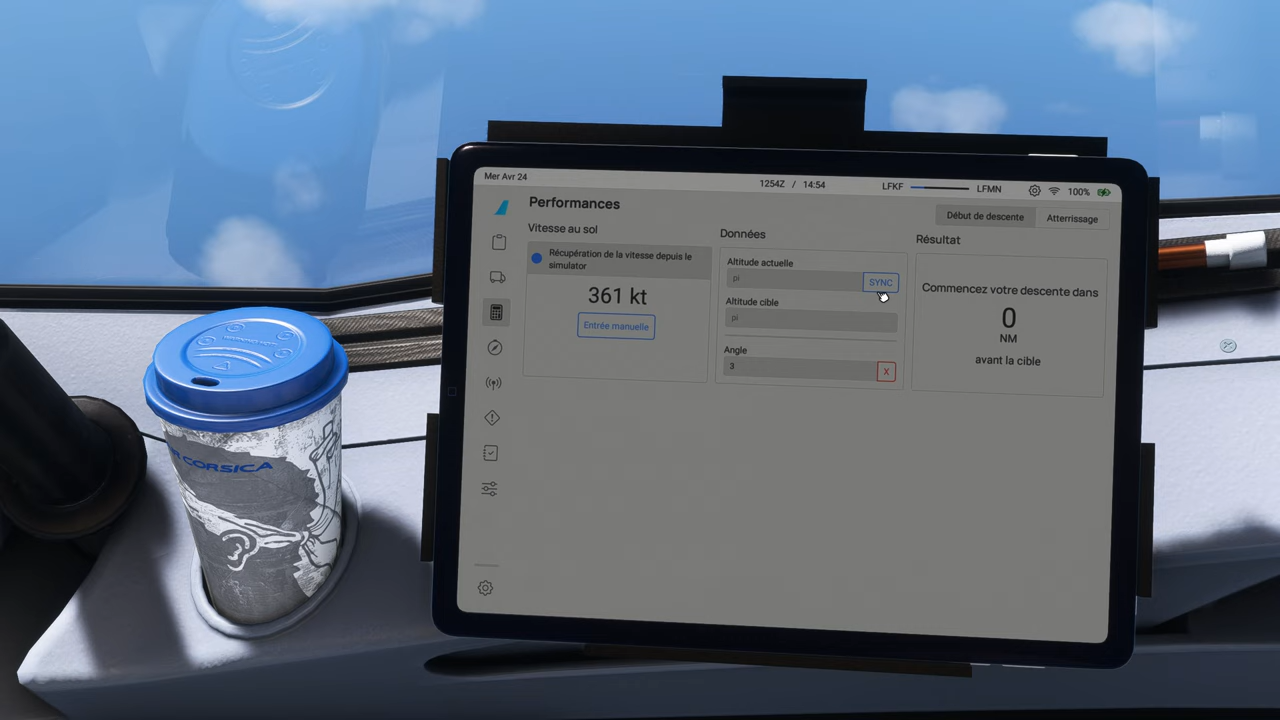 Mer Avr 24
1254Z / 14:54
LFKF
LFMN
100%
Performances
Début de descente
Atterrissage
Vitesse au sol
Récupération de la vitesse depuis le
simulator
361 kt
Entrée manuelle
Données
Altitude actuelle
pi
SYNC
Altitude cible
pi
Angle
3
X
Résultat
Commencez votre descente dans
0
NM
avant la cible
CORSICA